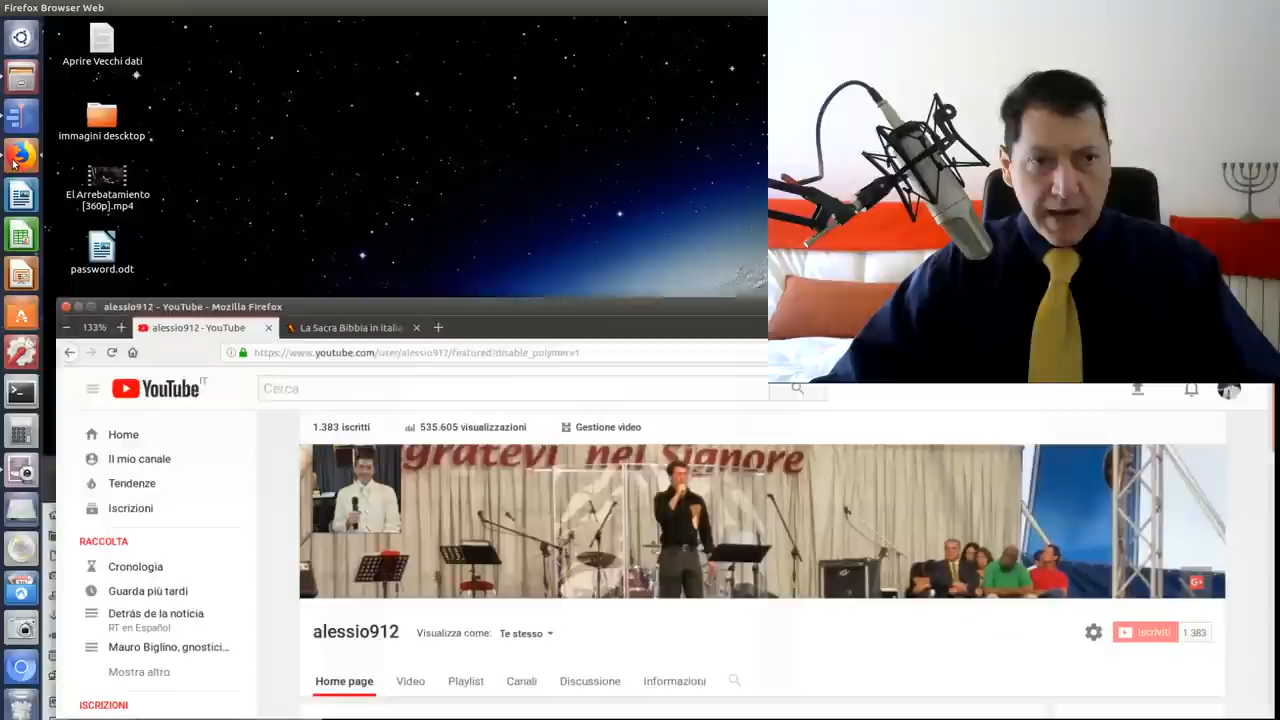 Firefox Browser Web
Aprire Vecchi dati
immagini descktop
El Arrebatamiento
[360p].mp4
password.odt
alessio912 - YouTube - Mozilla Firefox
133%
alessio912 - YouTube
La Sacra Bibbia in italia
https://www.youtube.com/user/alessio912/featured?disable_polymer=1
YouTube IT
Cerca
1.383 iscritti
535.605 visualizzazioni
Gestione video
gratevi nel Signore
Home
Il mio canale
Tendenze
Iscrizioni
RACCOLTA
Cronologia
Guarda più tardi
Detrás de la noticia
RT en Español
Mauro Biglino, gnostici...
Mostra altro
ISCRIZIONI
alessio912
Visualizza come: Te stesso
Iscriviti 1.383
Home page
Video
Playlist
Canali
Discussione
Informazioni